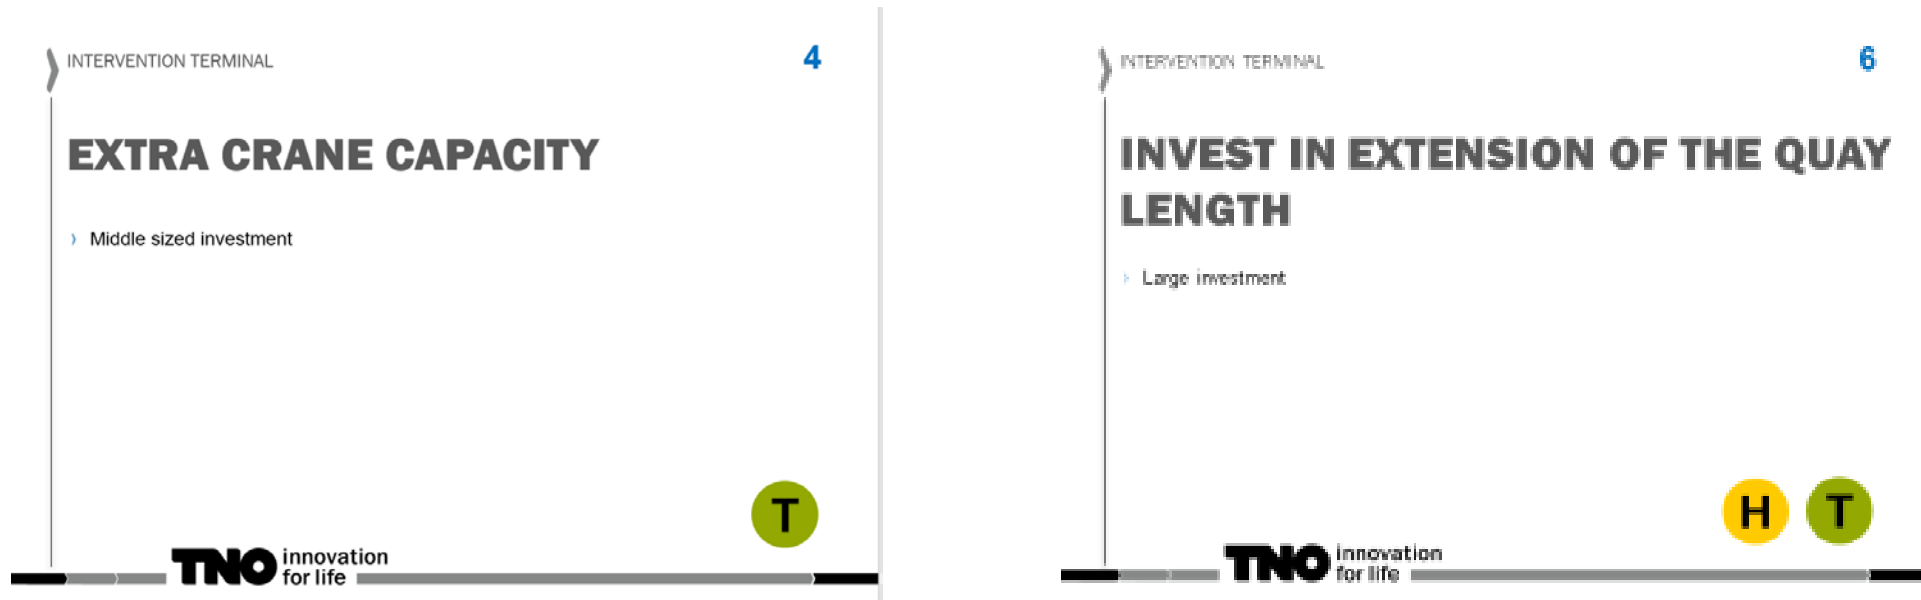 INTERVENTION TERMINAL
4
EXTRA CRANE CAPACITY
Middle sized investment
T
TNO innovation
for life
INTERVENTION TERMINAL
6
INVEST IN EXTENSION OF THE QUAY
LENGTH
Large investment
H T
TNO innovation
for life